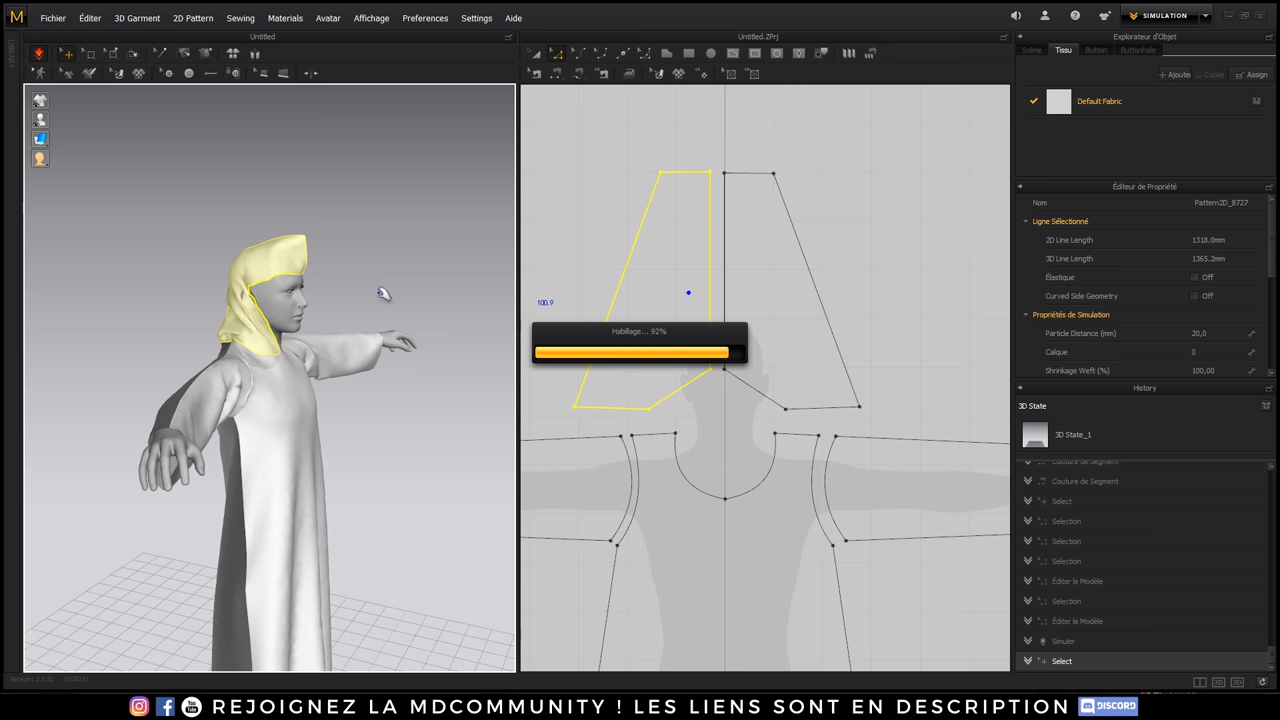 M Fichier Éditer 3D Garment 2D Pattern Sewing Materials Avatar Affichage Preferences Settings Aide SIMULATION
Untitled
Untitled.ZPrj
Explorateur d'Objet
Scène Tissu Button Buttonhole
Ajoute Copier Assign
LIBRARY
Default Fabric
Éditeur de Propriété
Nom Pattern2D_8727
Ligne Sélectionné
2D Line Length 1318.0mm
3D Line Length 1365.2mm
Élastique Off
Curved Side Geometry Off
Propriétés de Simulation
Particle Distance (mm) 20,0
Calque 0
Shrinkage Weft (%) 100,00
100.9
Habillage... 92%
History
3D State
3D State_1
Couture de Segment
Couture de Segment
Select
Selection
Selection
Selection
Éditer le Modèle
Selection
Éditer le Modèle
Simuler
Select
REJOIGNEZ LA MDCOMMUNITY ! LES LIENS SONT EN DESCRIPTION DISCORD